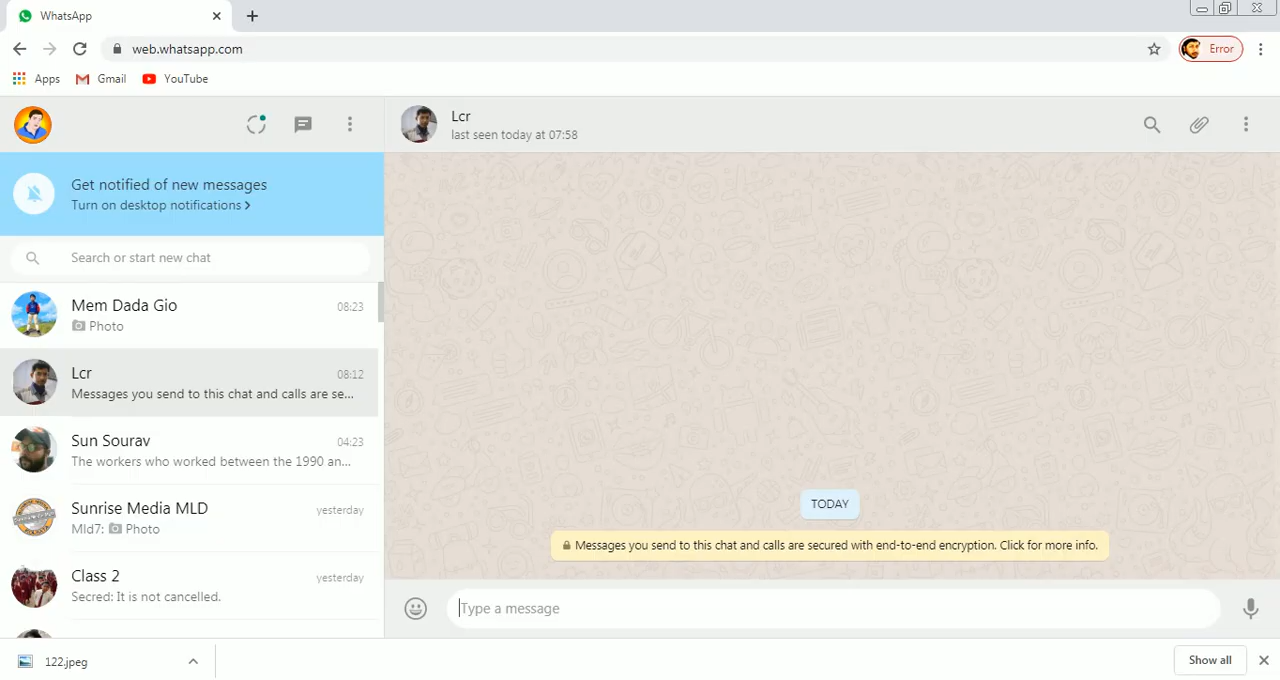 WhatsApp
web.whatsapp.com
Error
Apps
Gmail
YouTube
Lcr
last seen today at 07:58
Get notified of new messages
Turn on desktop notifications >
Search or start new chat
Mem Dada Gio 08:23
Photo
Lcr 08:12
Messages you send to this chat and calls are se...
Sun Sourav 04:23
The workers who worked between the 1990 an...
Sunrise Media MLD yesterday
Mld7: Photo
Class 2 yesterday
Secred: It is not cancelled.
TODAY
Messages you send to this chat and calls are secured with end-to-end encryption. Click for more info.
Type a message
122.jpeg
Show all